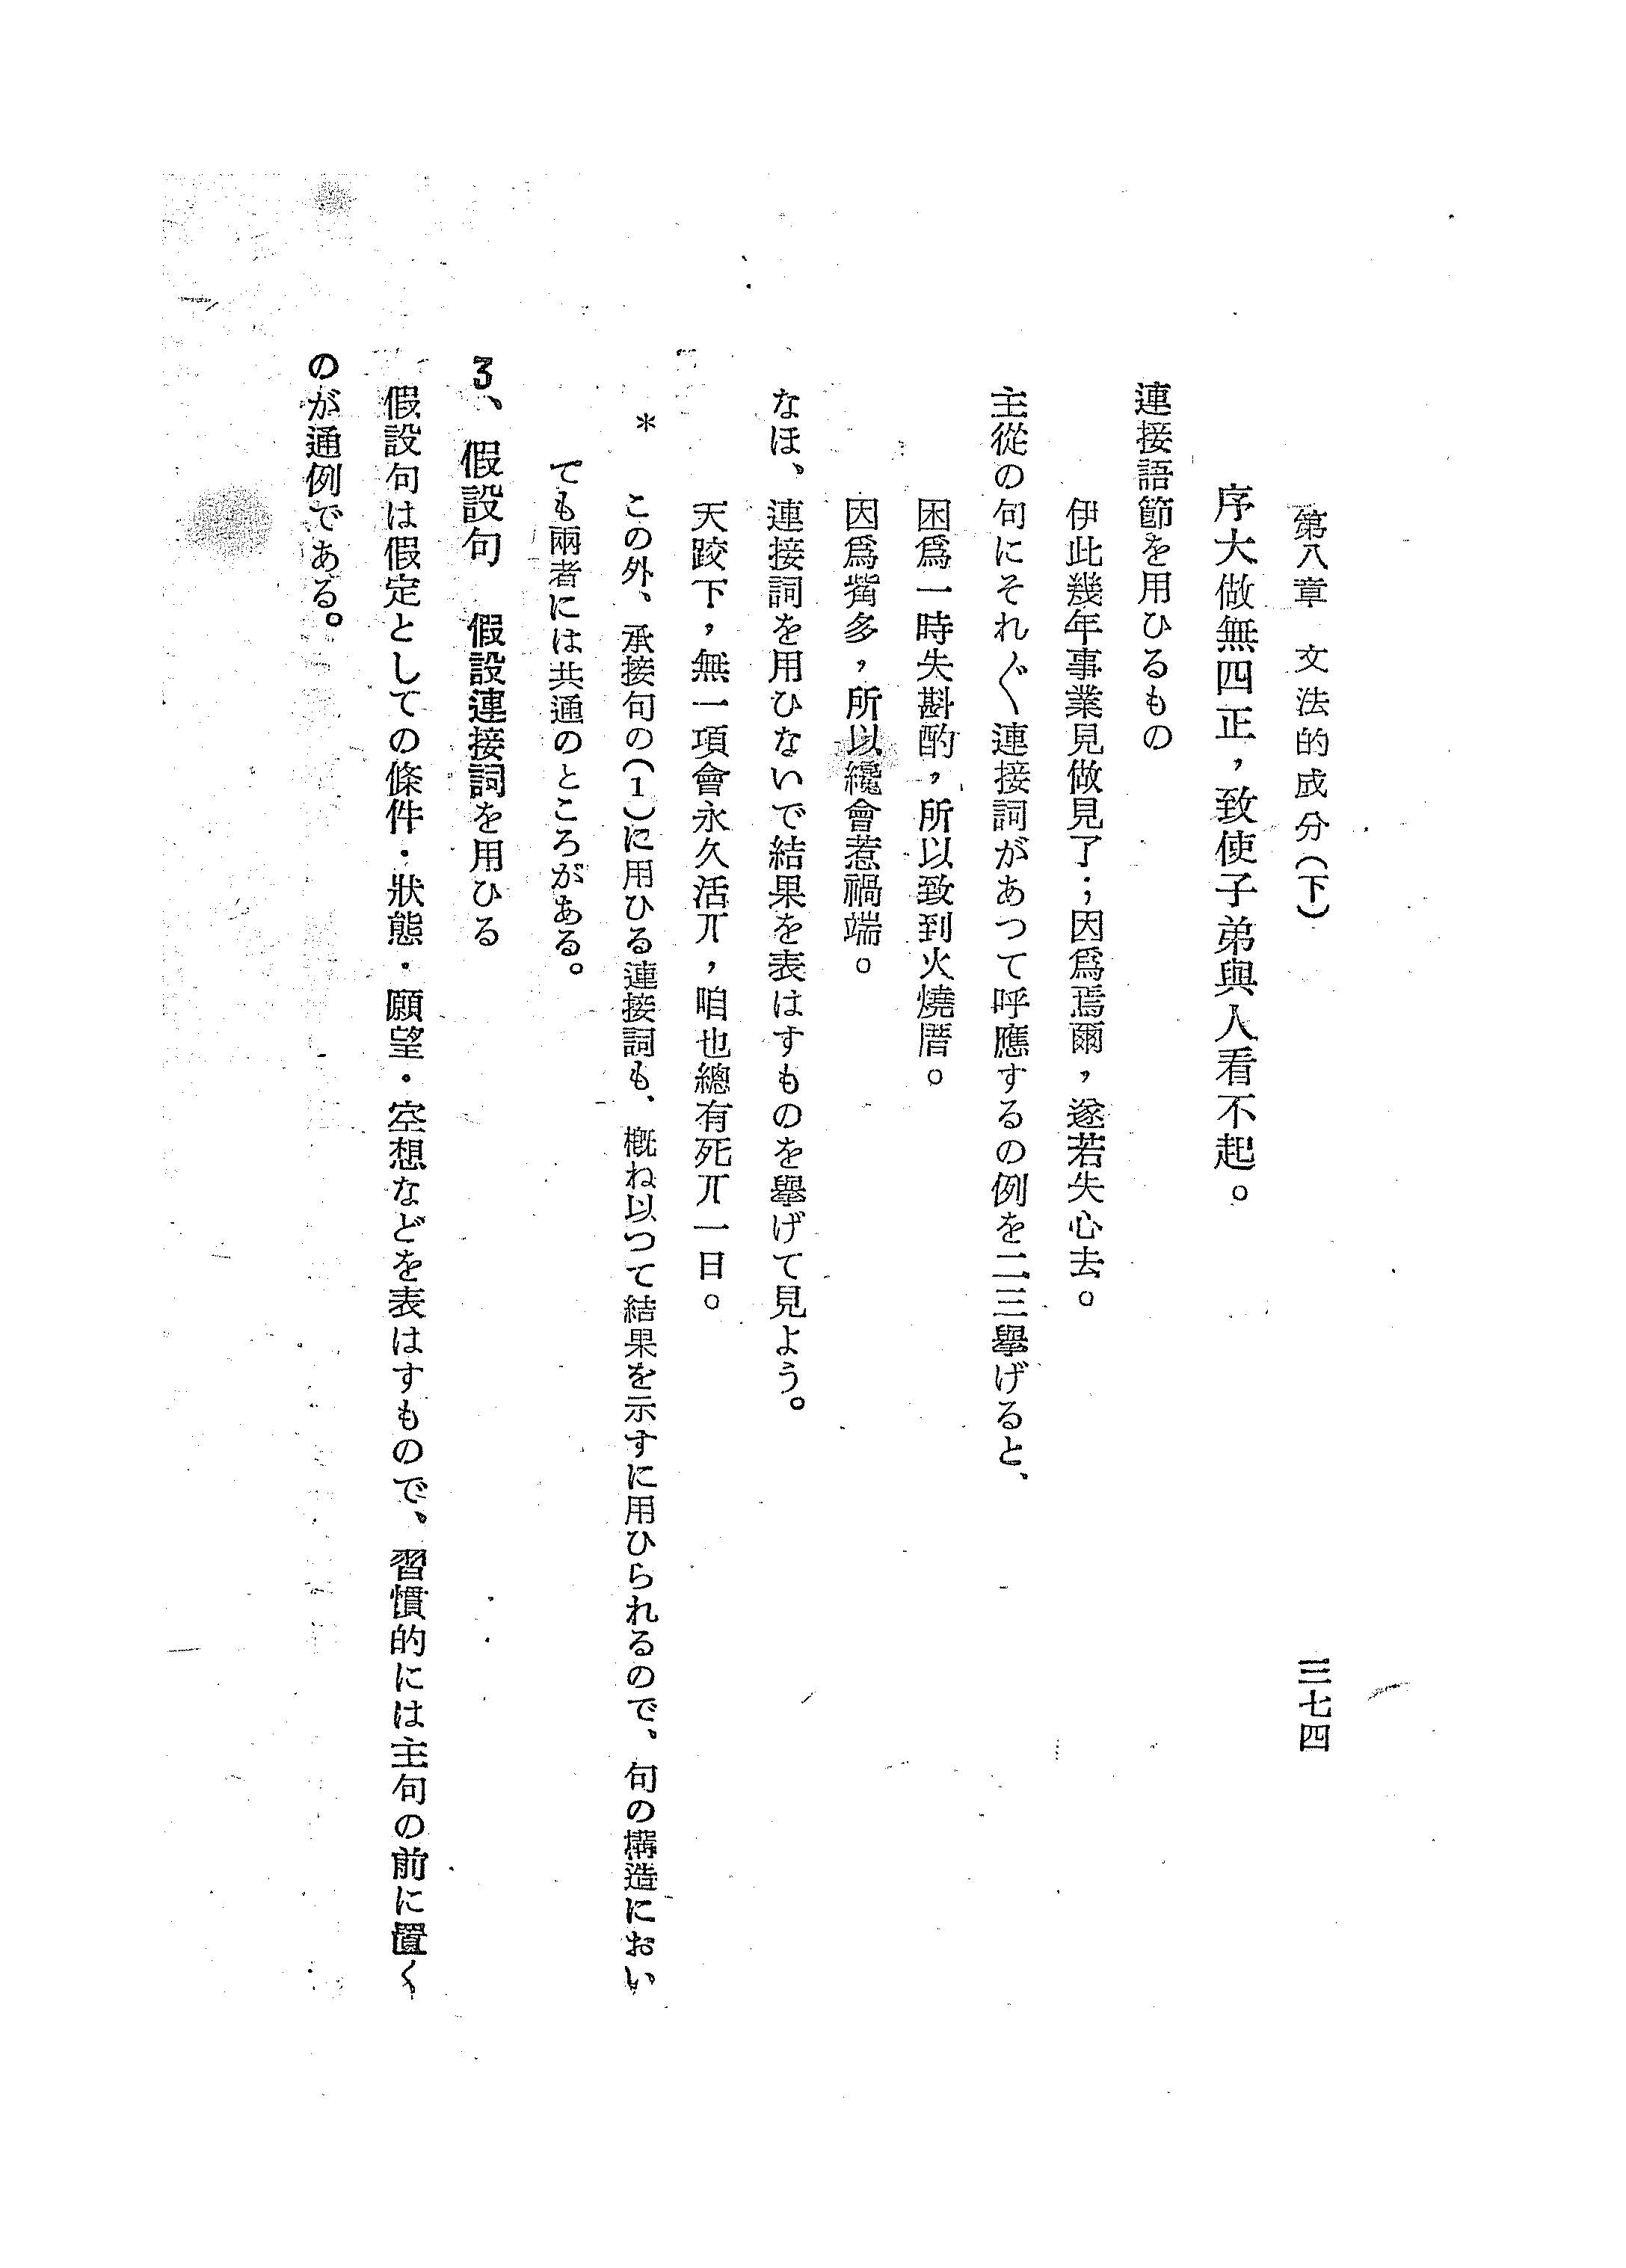 第八章 文法的成分(下) 三七四
序大做無四正,致使子弟與人看不起。
連接語節を用ひるもの
伊此幾年事業見做見了;因爲焉爾,遂若失心去。
主從の句にそれ〲連接詞があつて呼應するの例を二三舉げると、
因爲一時失斟酌,所以致到火燒厝。
因爲觜多,所以纔會惹禍端。
なほ、連接詞を用ひないで結果を表はすものを舉げて見よう。
天跤下,無一項會永久活丌,咱也總有死丌一日。
* この外、承接句の(1)に用ひる連接詞も、概ね以つて結果を示すに用ひられるので、句の構造におい
ても兩者には共通のところがある。
3、假設句 假設連接詞を用ひる
假設句は假定としての條件・狀態・願望・空想などを表はすもので、習慣的には主句の前に置く
のが通例である。